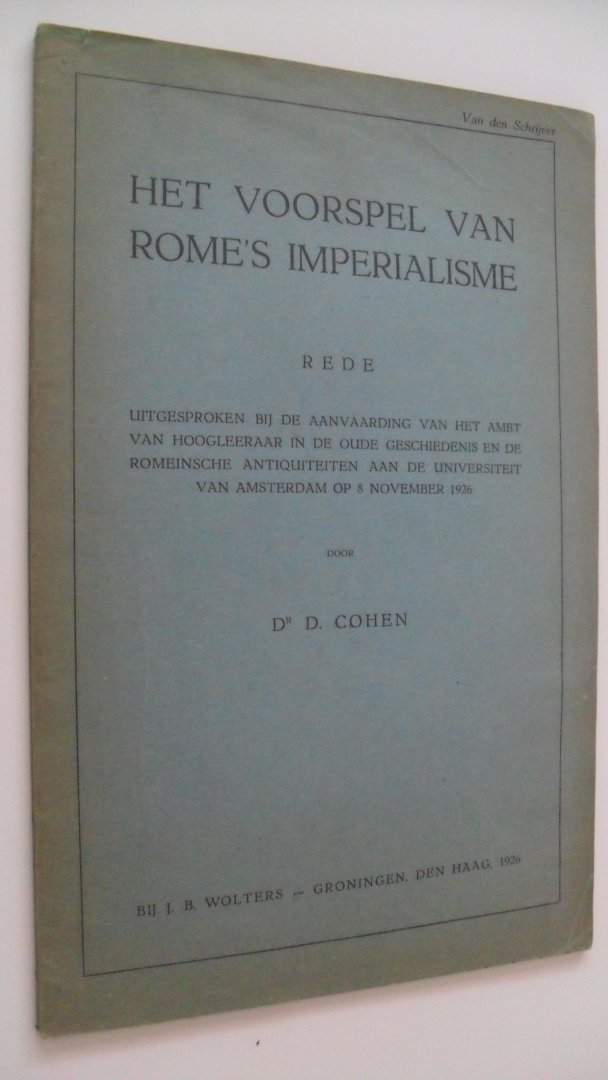 Van den Schrijver
HET VOORSPEL VAN
ROME'S IMPERIALISME
REDE
UITGESPROKEN BIJ DE AANVAARDING VAN HET AMBT
VAN HOOGLEERAAR IN DE OUDE GESCHIEDENIS EN DE
ROMEINSCHE ANTIQUITEITEN AAN DE UNIVERSITEIT
VAN AMSTERDAM OP 8 NOVEMBER 1926
DOOR
DR D. COHEN
BIJ J. B. WOLTERS — GRONINGEN, DEN HAAG, 1926